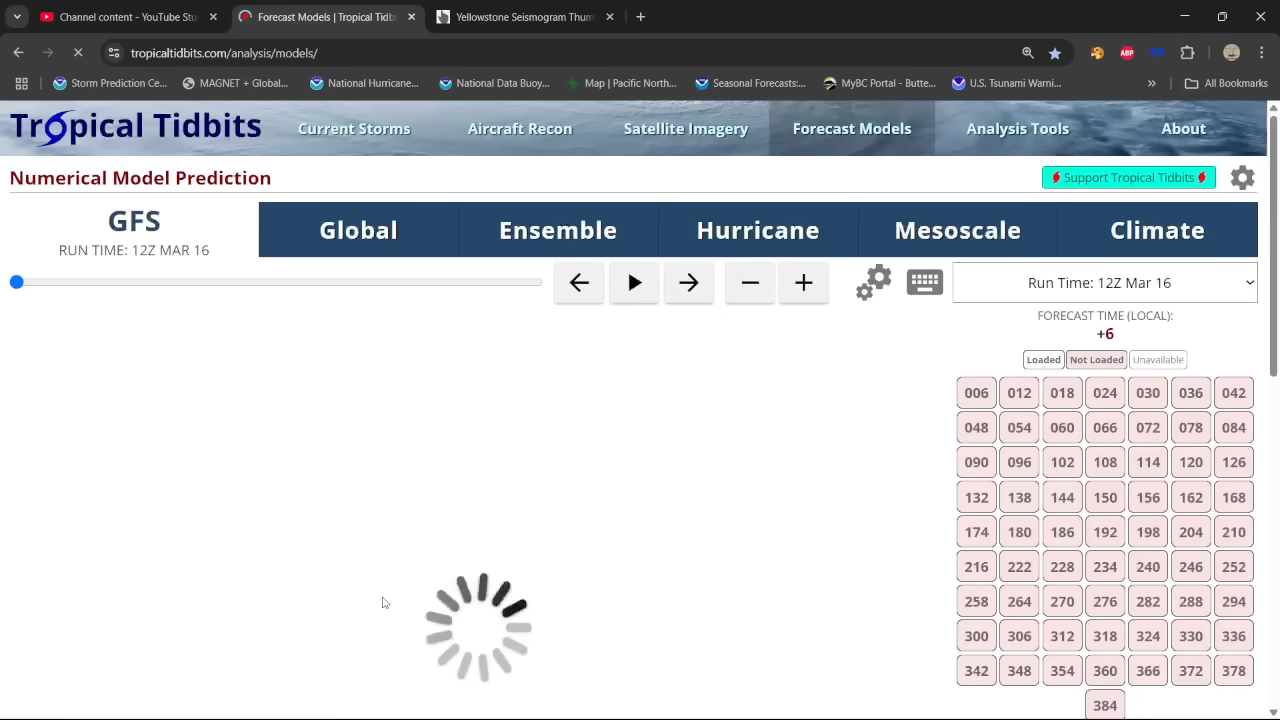 Channel content - YouTube Stu
Forecast Models | Tropical Tidbi
Yellowstone Seismogram Thum
tropicaltidbits.com/analysis/models/
ABP
Storm Prediction Ce...
MAGNET + Global...
National Hurricane...
National Data Buoy...
Map | Pacific North...
Seasonal Forecasts:...
MyBC Portal - Butte...
U.S. Tsunami Warni...
All Bookmarks
Tropical Tidbits
Current Storms
Aircraft Recon
Satellite Imagery
Forecast Models
Analysis Tools
About
Numerical Model Prediction
Support Tropical Tidbits
GFS
RUN TIME: 12Z MAR 16
Global
Ensemble
Hurricane
Mesoscale
Climate
Run Time: 12Z Mar 16
FORECAST TIME (LOCAL):
+6
Loaded Not Loaded Unavailable
006 012 018 024 030 036 042
048 054 060 066 072 078 084
090 096 102 108 114 120 126
132 138 144 150 156 162 168
174 180 186 192 198 204 210
216 222 228 234 240 246 252
258 264 270 276 282 288 294
300 306 312 318 324 330 336
342 348 354 360 366 372 378
384